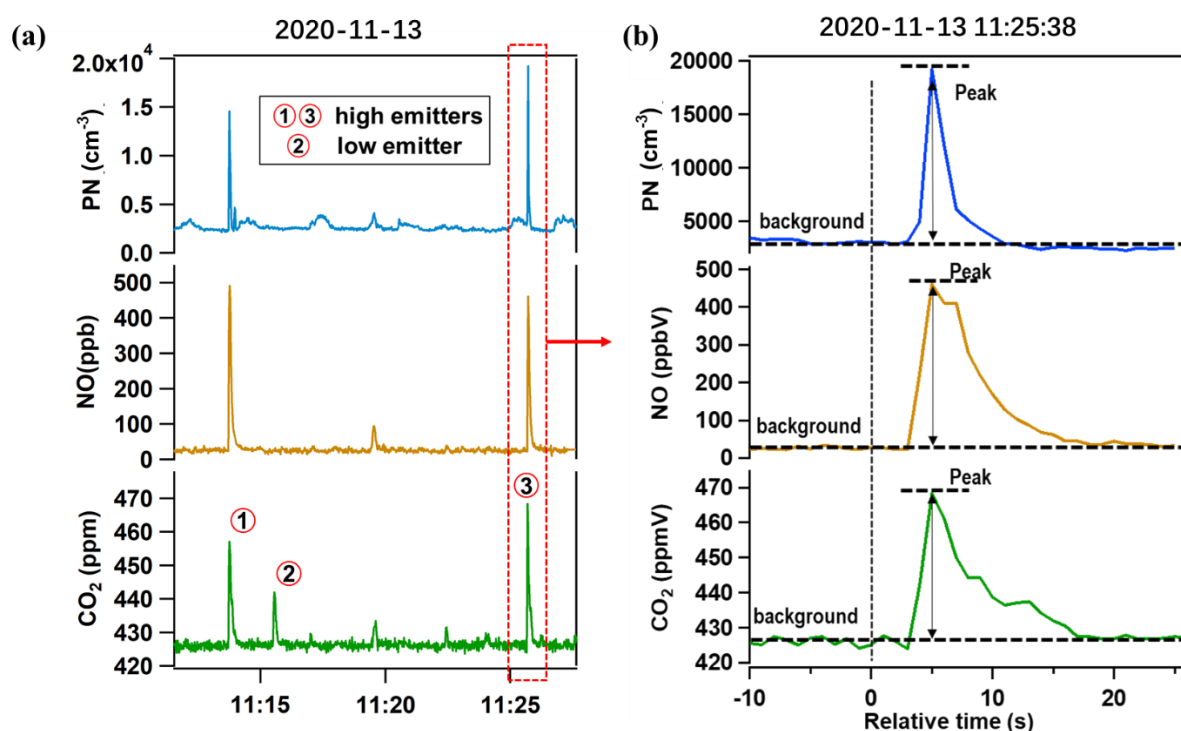 (a)
2020-11-13
PN (cm⁻³)
2.0x10⁴
1.5
1.0
0.5
0.0
① ③ high emitters
② low emitter
NO(ppb)
500
400
300
200
100
0
CO₂ (ppm)
470
460
450
440
430
420
①
②
③
11:15
11:20
11:25
(b)
2020-11-13 11:25:38
PN (cm⁻³)
20000
15000
10000
5000
Peak
background
NO (ppbV)
500
400
300
200
100
0
Peak
background
CO₂ (ppmV)
470
460
450
440
430
420
Peak
background
-10
0
10
20
Relative time (s)